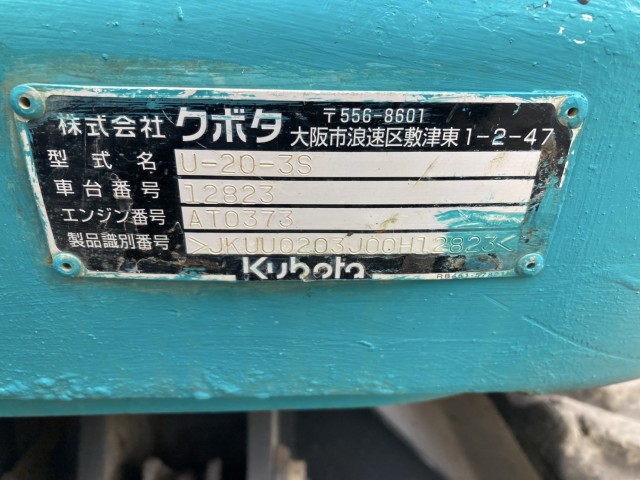 株式会社 クボタ 〒556-8601
大阪市浪速区敷津東1-2-47
型式名 U-20-3S
車台番号 12823
エンジン番号 AT0373
製品識別番号 >JKUU0203J00H12823<
Kubota